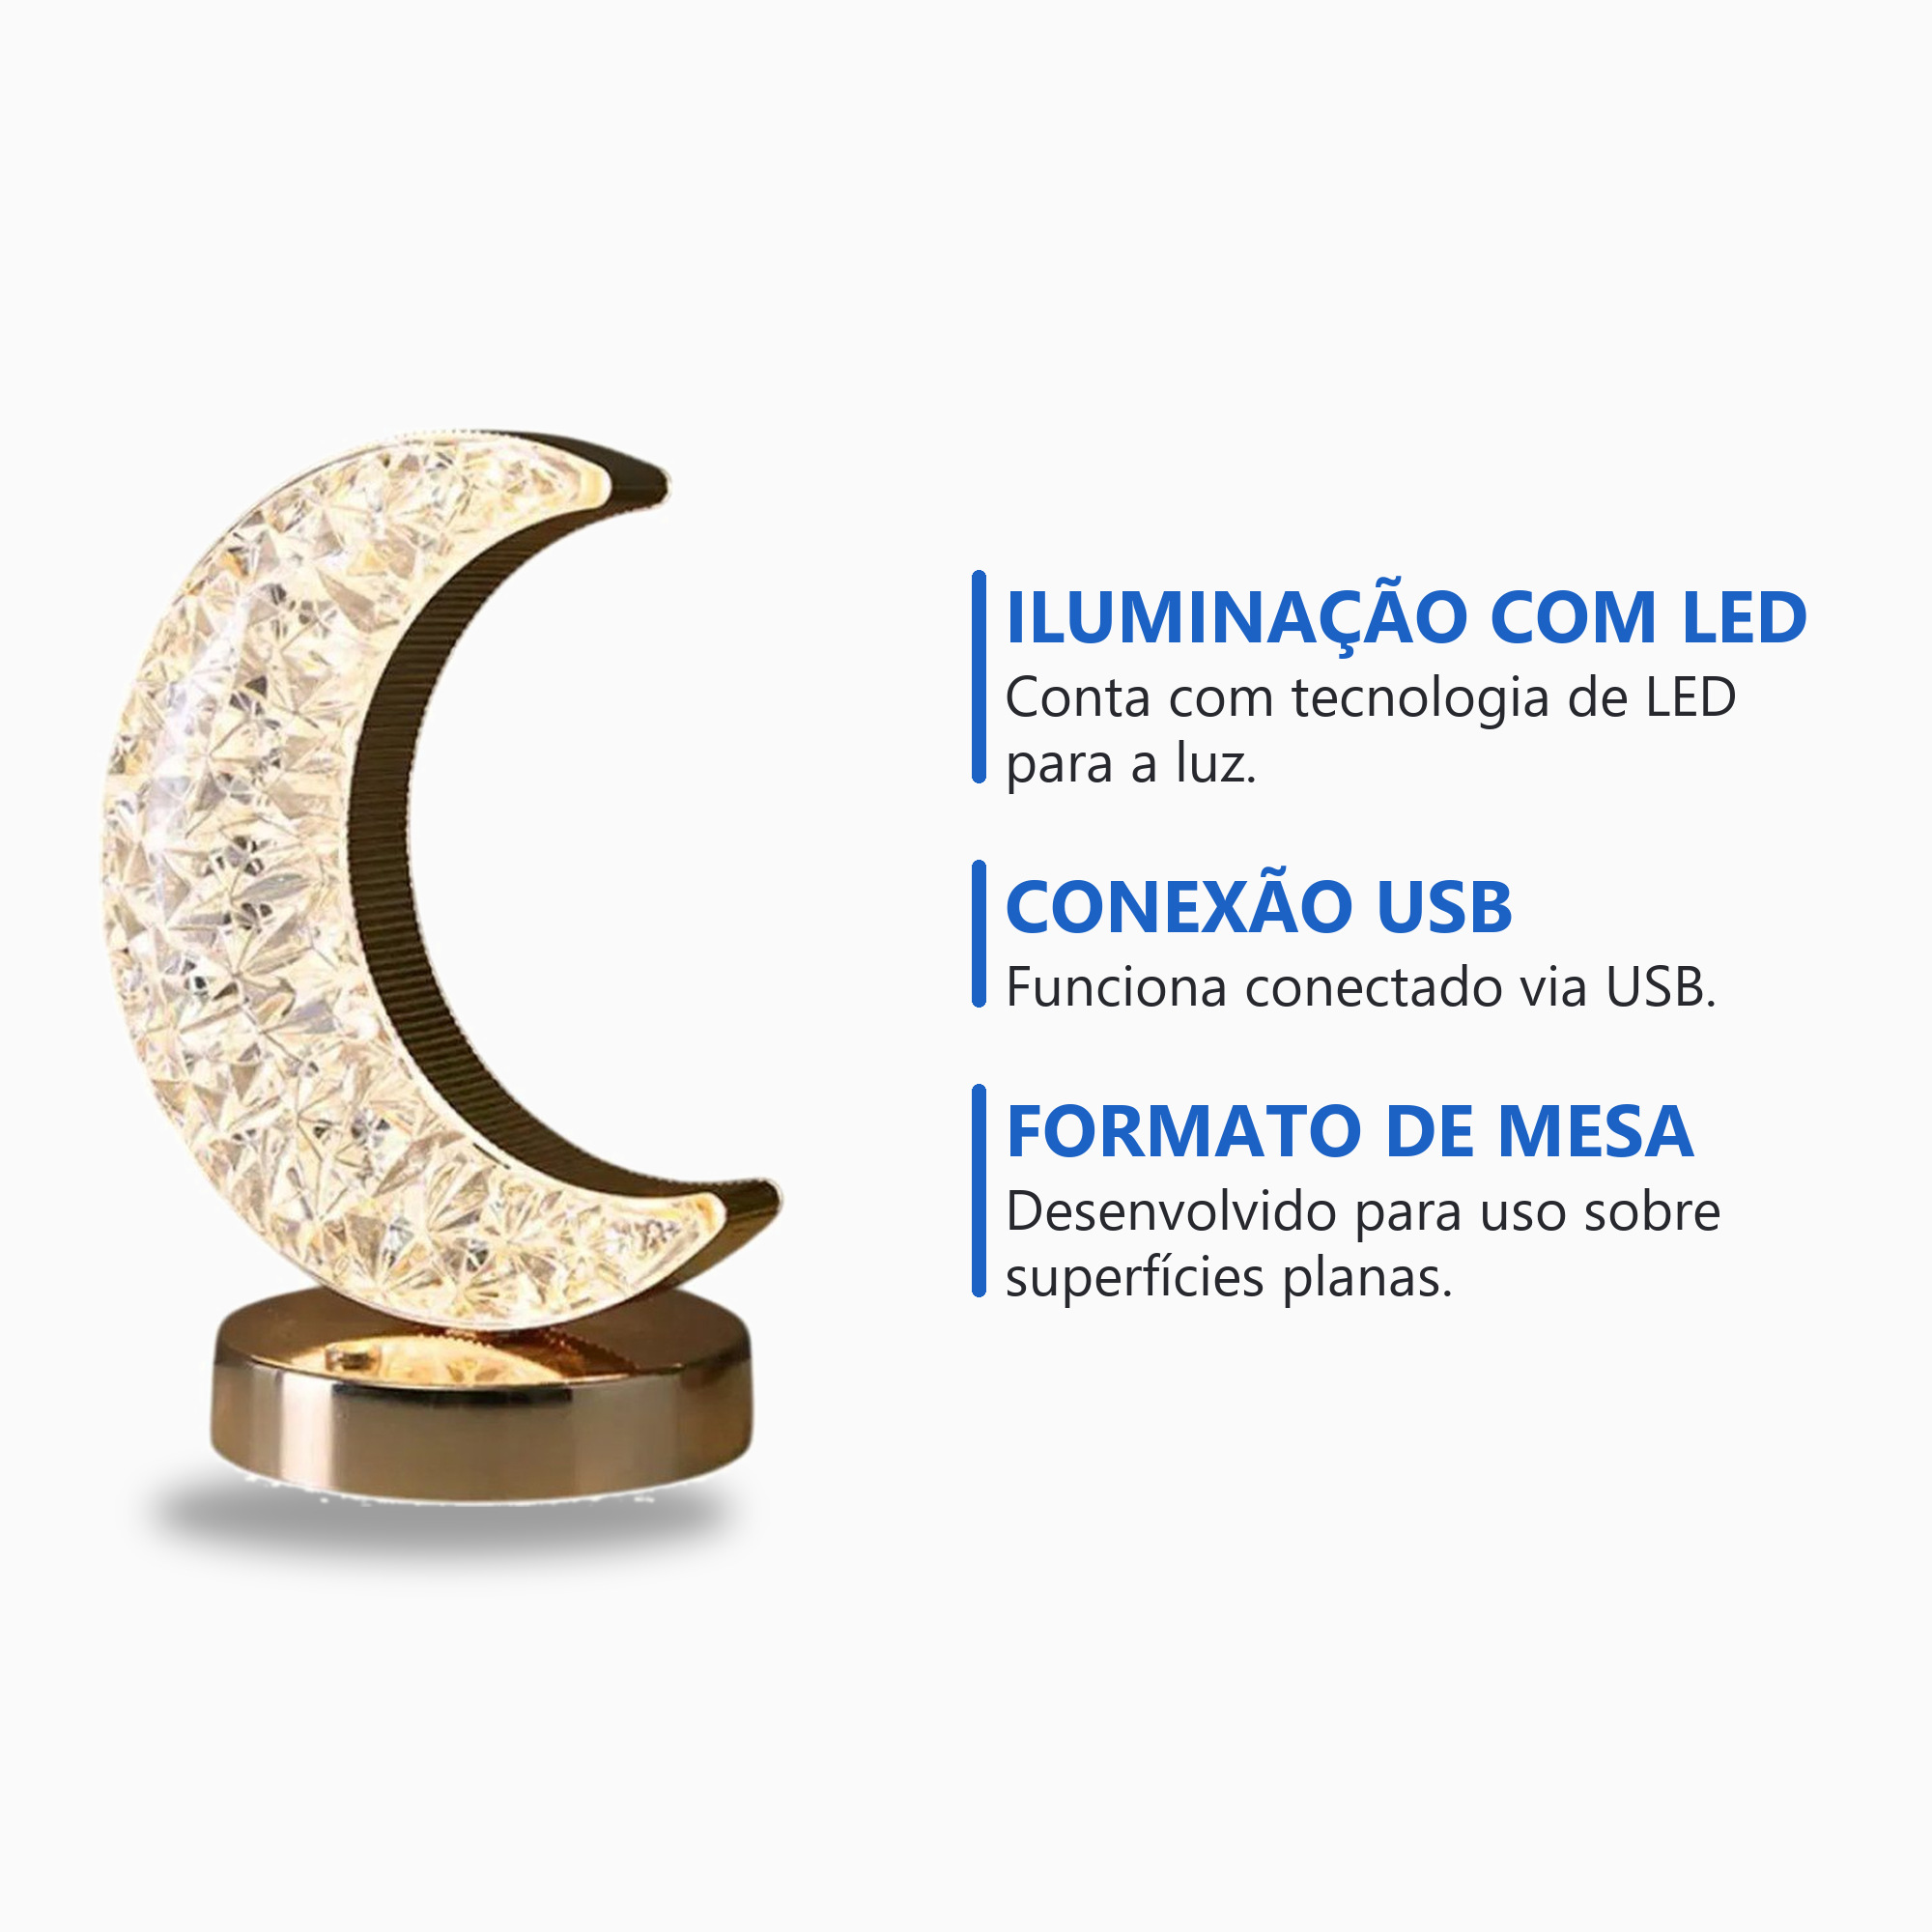 ILUMINAÇÃO COM LED
Conta com tecnologia de LED
para a luz.
CONEXÃO USB
Funciona conectado via USB.
FORMATO DE MESA
Desenvolvido para uso sobre
superfícies planas.